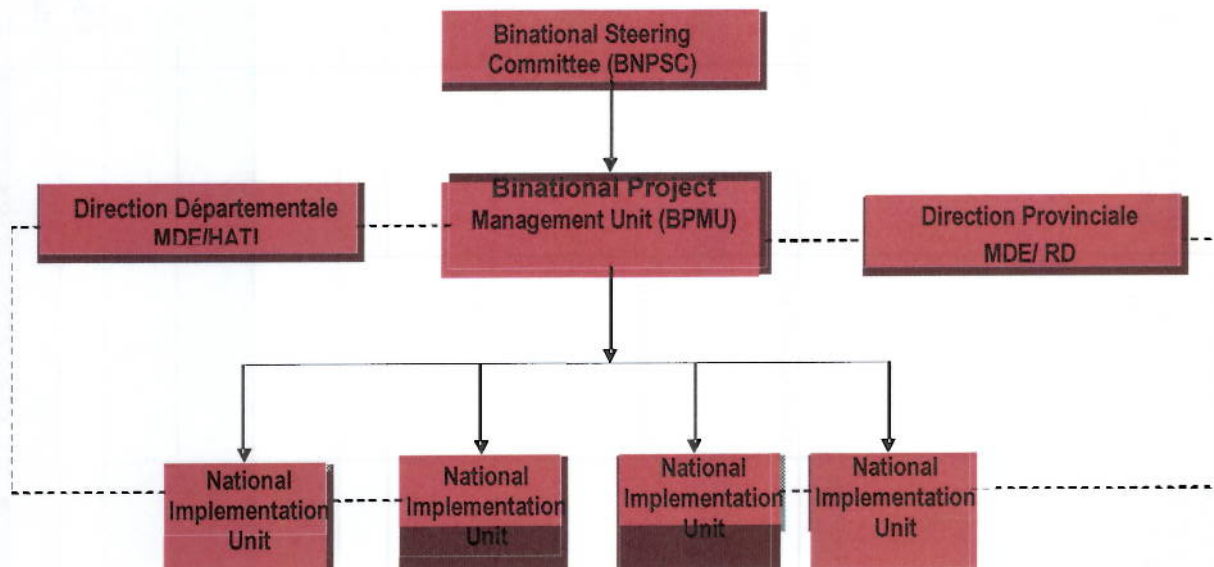 Binational Steering
Committee (BNPSC)
Direction Départementale
MDE/HATI
Binational Project
Management Unit (BPMU)
Direction Provinciale
MDE/ RD
National
Implementation
Unit
National
Implementation
Unit
National
Implementation
Unit
National
Implementation
Unit